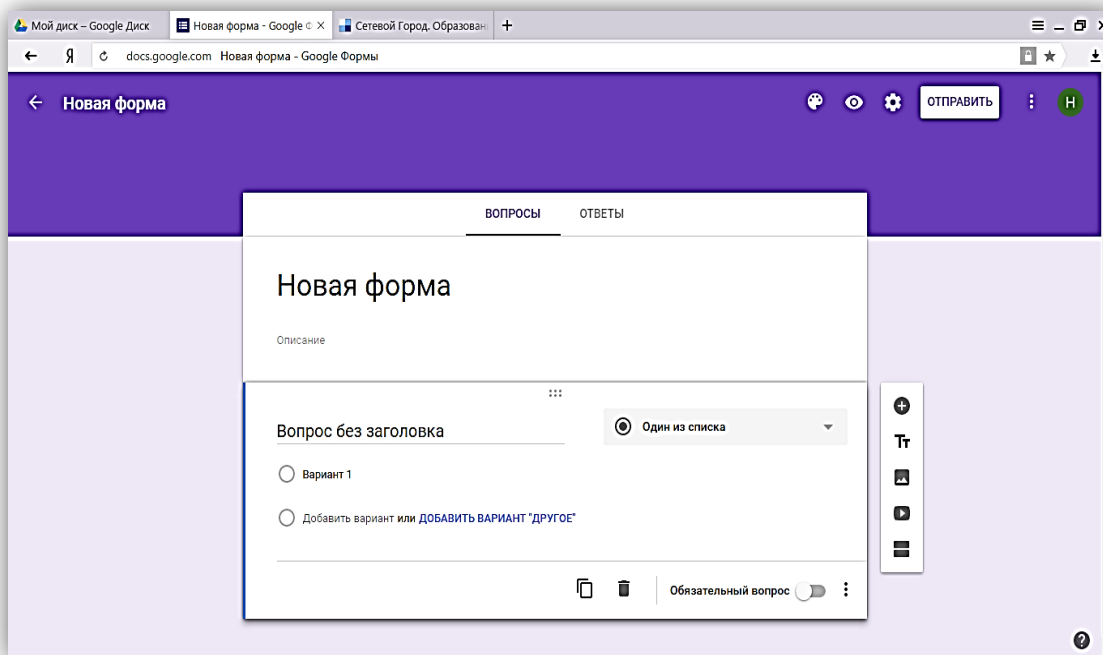 Мой диск – Google Диск
Новая форма - Google Ф
Сетевой Город. Образован
Я docs.google.com Новая форма - Google Формы
Новая форма
ОТПРАВИТЬ
Н
ВОПРОСЫ ОТВЕТЫ
Новая форма
Описание
Вопрос без заголовка
Один из списка
Вариант 1
Добавить вариант или ДОБАВИТЬ ВАРИАНТ "ДРУГОЕ"
Обязательный вопрос